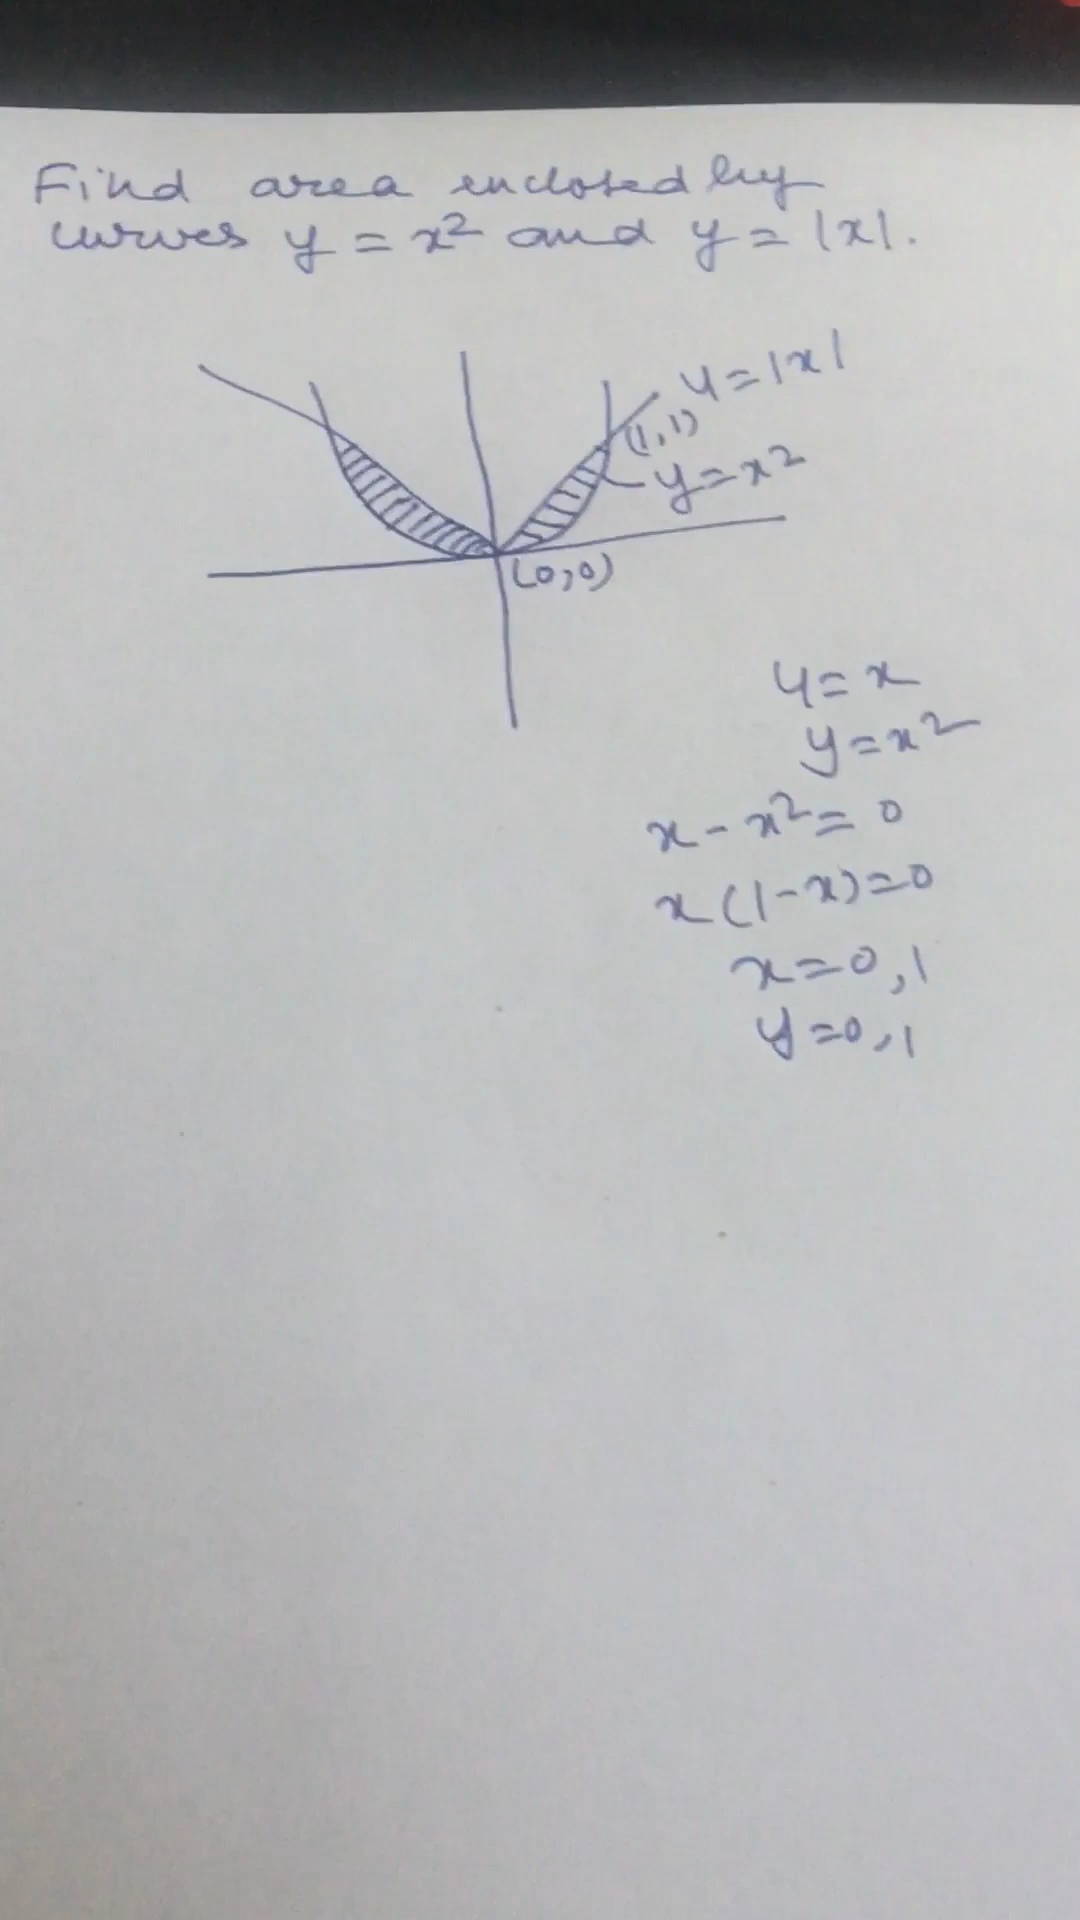 Find area enclosed by
curves y = x² and y = |x|.
y = |x|
(1,1)
y = x²
(0,0)
y = x
y = x²
x - x² = 0
x(1-x) = 0
x = 0, 1
y = 0, 1